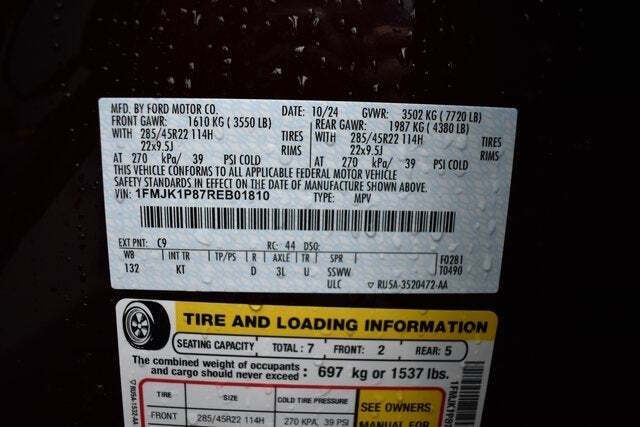 MFD. BY FORD MOTOR CO. DATE: 10/24 GVWR: 3502 KG (7720 LB)
FRONT GAWR: 1610 KG (3550 LB) REAR GAWR: 1987 KG (4380 LB)
WITH 285/45R22 114H TIRES WITH 285/45R22 114H TIRES
22x9.5J RIMS 22x9.5J RIMS
AT 270 kPa/ 39 PSI COLD AT 270 kPa/ 39 PSI COLD
THIS VEHICLE CONFORMS TO ALL APPLICABLE FEDERAL MOTOR VEHICLE
SAFETY STANDARDS IN EFFECT ON THE DATE OF MANUFACTURE SHOWN ABOVE.
VIN: 1FMJK1P87REB01810 TYPE: MPV
EXT PNT: C9 RC: 44 DSO:
WB INT TR TP/PS R AXLE TR SPR F0281
132 KT D 3L U SSWW T0490
ULC ▽ RU5A-3520472-AA
TIRE AND LOADING INFORMATION
SEATING CAPACITY TOTAL: 7 FRONT: 2 REAR: 5
The combined weight of occupants
and cargo should never exceed : 697 kg or 1537 lbs.
TIRE SIZE COLD TIRE PRESSURE SEE OWNERS
FRONT 285/45R22 114H 270 KPA, 39 PSI MANUAL FOR